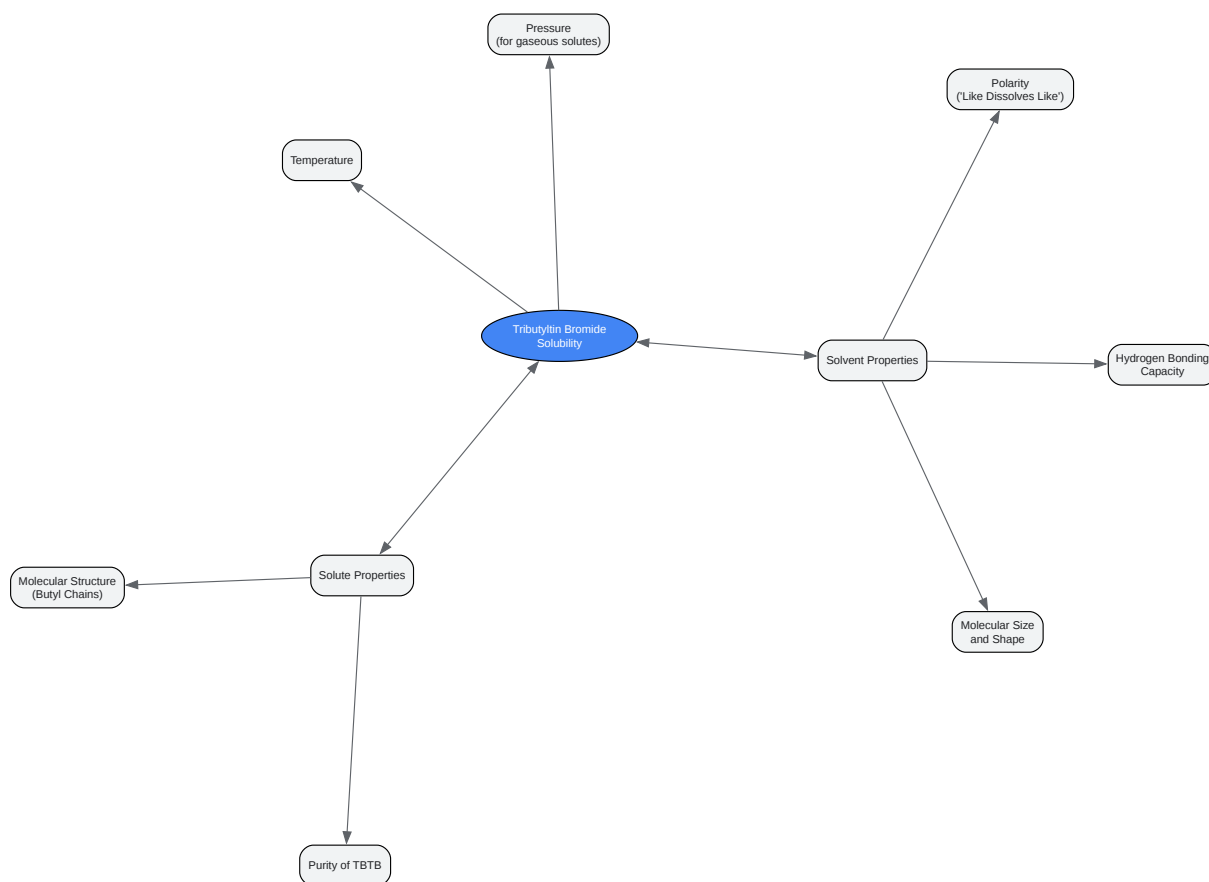 Pressure
(for gaseous solutes)
Polarity
('Like Dissolves Like')
Temperature
Tributyltin Bromide
Solubility
Solvent Properties
Hydrogen Bonding
Capacity
Solute Properties
Molecular Structure
(Butyl Chains)
Molecular Size
and Shape
Purity of TBTB